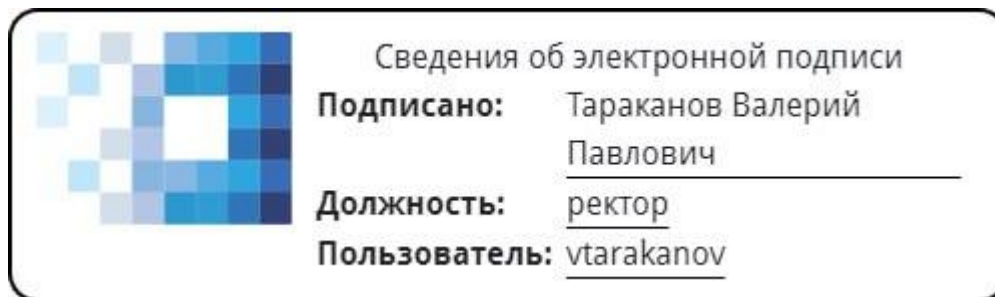 Сведения об электронной подписи
Подписано: Тараканов Валерий
Павлович
Должность: ректор
Пользователь: vtarakanov